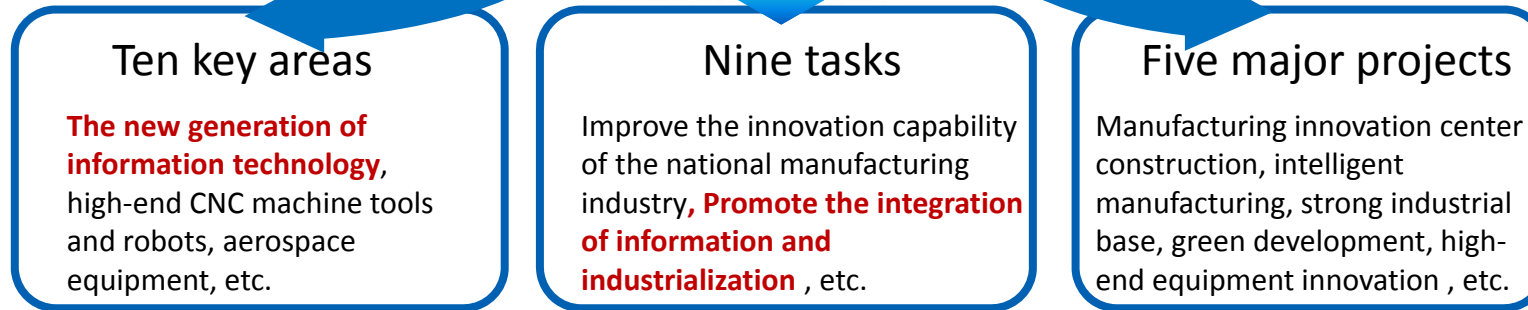 Ten key areas
The new generation of
information technology,
high-end CNC machine tools
and robots, aerospace
equipment, etc.
Nine tasks
Improve the innovation capability
of the national manufacturing
industry, Promote the integration
of information and
industrialization , etc.
Five major projects
Manufacturing innovation center
construction, intelligent
manufacturing, strong industrial
base, green development, high-
end equipment innovation , etc.